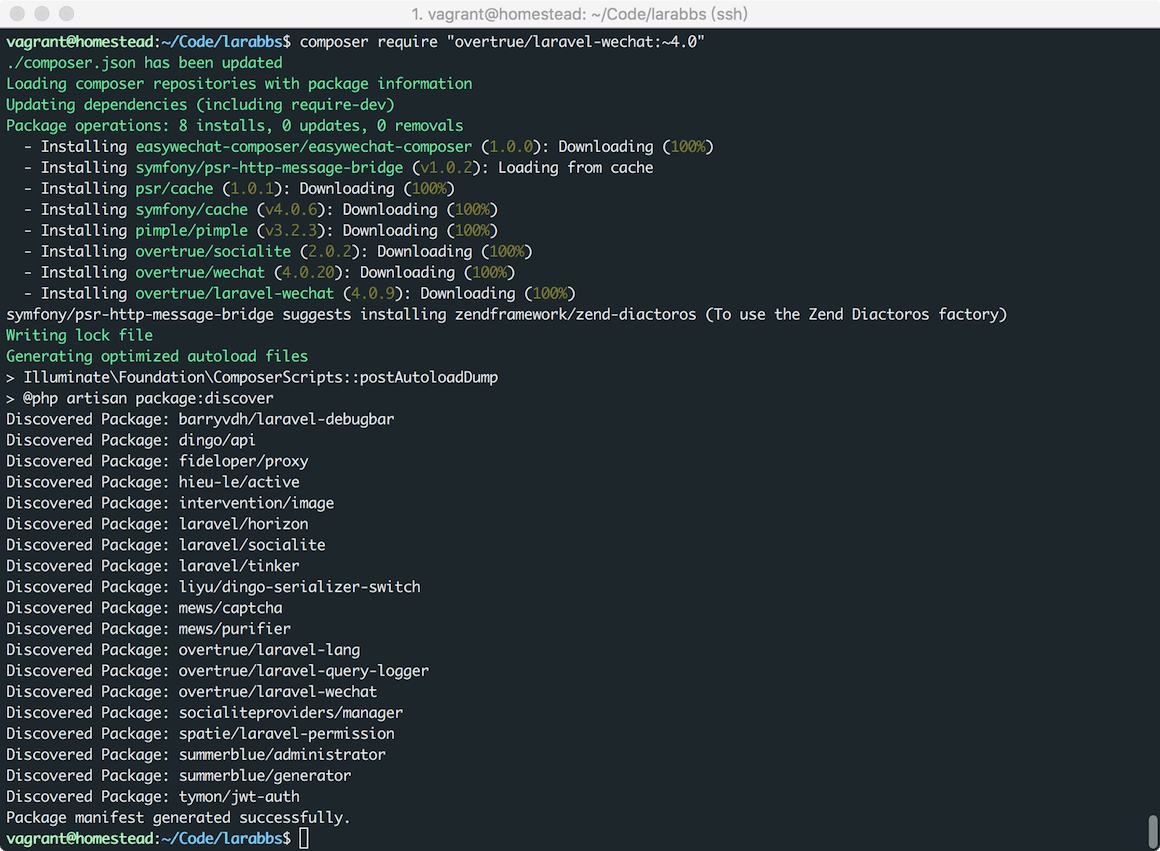 1. vagrant@homestead: ~/Code/larabbs (ssh)
vagrant@homestead:~/Code/larabbs$ composer require "overtrue/laravel-wechat:~4.0"
./composer.json has been updated
Loading composer repositories with package information
Updating dependencies (including require-dev)
Package operations: 8 installs, 0 updates, 0 removals
  - Installing easywechat-composer/easywechat-composer (1.0.0): Downloading (100%)
  - Installing symfony/psr-http-message-bridge (v1.0.2): Loading from cache
  - Installing psr/cache (1.0.1): Downloading (100%)
  - Installing symfony/cache (v4.0.6): Downloading (100%)
  - Installing pimple/pimple (v3.2.3): Downloading (100%)
  - Installing overtrue/socialite (2.0.2): Downloading (100%)
  - Installing overtrue/wechat (4.0.20): Downloading (100%)
  - Installing overtrue/laravel-wechat (4.0.9): Downloading (100%)
symfony/psr-http-message-bridge suggests installing zendframework/zend-diactoros (To use the Zend Diactoros factory)
Writing lock file
Generating optimized autoload files
> Illuminate\Foundation\ComposerScripts::postAutoloadDump
> @php artisan package:discover
Discovered Package: barryvdh/laravel-debugbar
Discovered Package: dingo/api
Discovered Package: fideloper/proxy
Discovered Package: hieu-le/active
Discovered Package: intervention/image
Discovered Package: laravel/horizon
Discovered Package: laravel/socialite
Discovered Package: laravel/tinker
Discovered Package: liyu/dingo-serializer-switch
Discovered Package: mews/captcha
Discovered Package: mews/purifier
Discovered Package: overtrue/laravel-lang
Discovered Package: overtrue/laravel-query-logger
Discovered Package: overtrue/laravel-wechat
Discovered Package: socialiteproviders/manager
Discovered Package: spatie/laravel-permission
Discovered Package: summerblue/administrator
Discovered Package: summerblue/generator
Discovered Package: tymon/jwt-auth
Package manifest generated successfully.
vagrant@homestead:~/Code/larabbs$